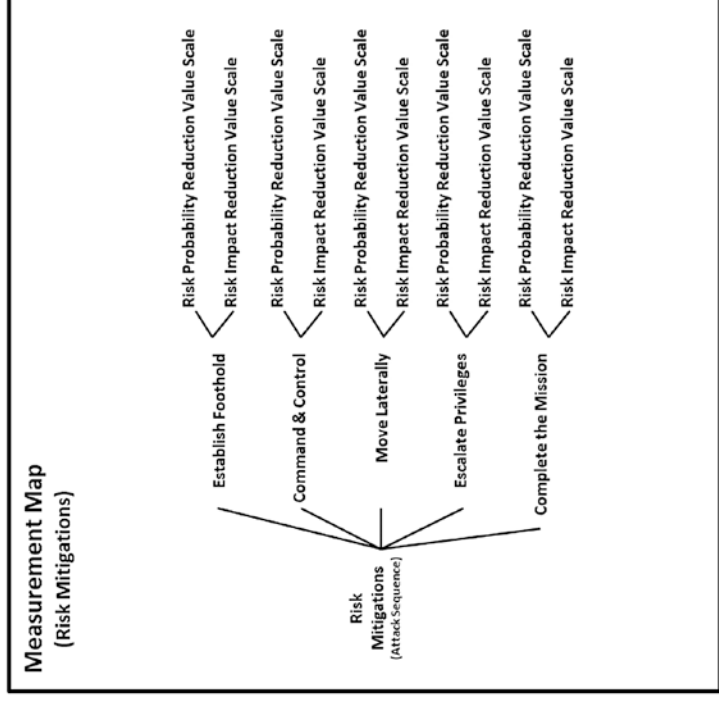 Measurement Map
(Risk Mitigations)
Risk
Mitigations
(Attack Sequence)
Establish Foothold
Risk Probability Reduction Value Scale
Risk Impact Reduction Value Scale
Command & Control
Risk Probability Reduction Value Scale
Risk Impact Reduction Value Scale
Move Laterally
Risk Probability Reduction Value Scale
Risk Impact Reduction Value Scale
Escalate Privileges
Risk Probability Reduction Value Scale
Risk Impact Reduction Value Scale
Complete the Mission
Risk Probability Reduction Value Scale
Risk Impact Reduction Value Scale